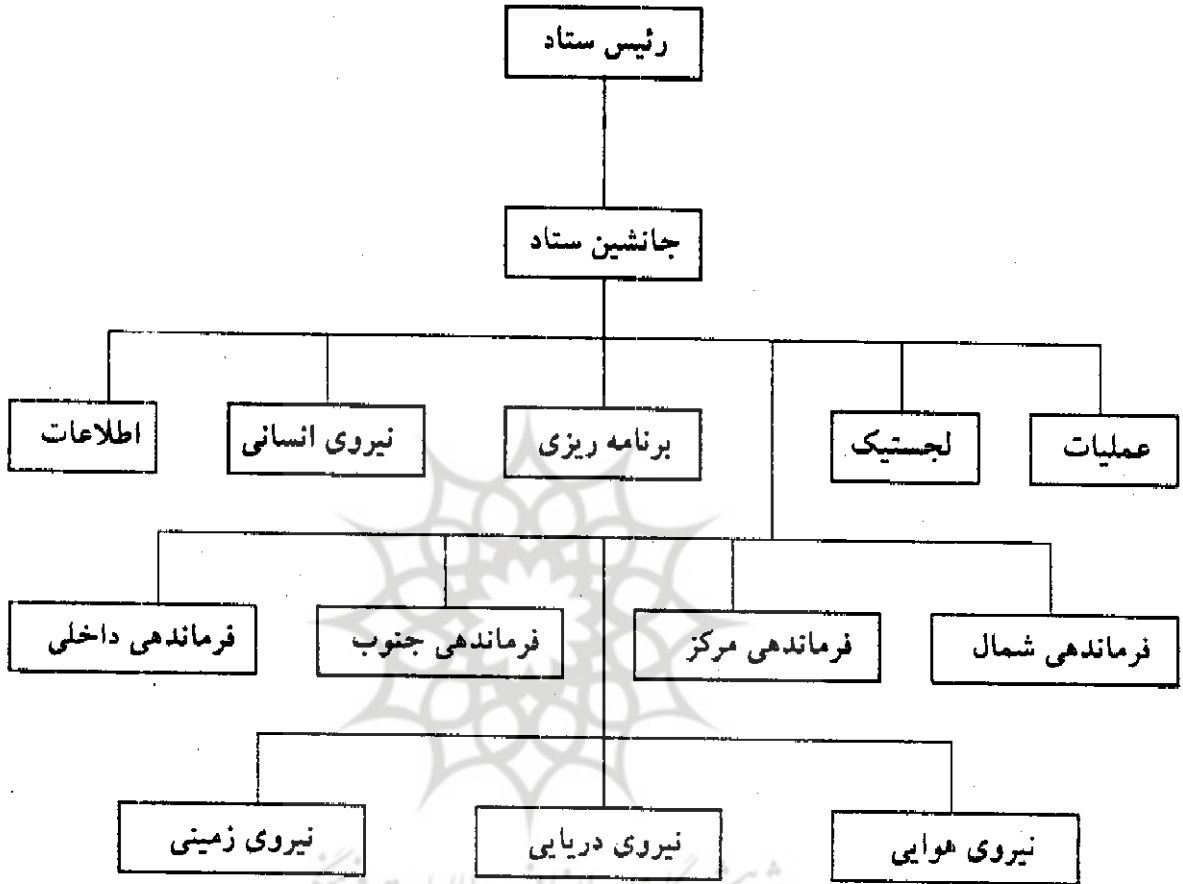 رئیس ستاد
جانشین ستاد
عملیات
لجستیک
برنامه ریزی
نیروی انسانی
اطلاعات
فرماندهی شمال
فرماندهی مرکز
فرماندهی جنوب
فرماندهی داخلی
نیروی هوایی
نیروی دریایی
نیروی زمینی